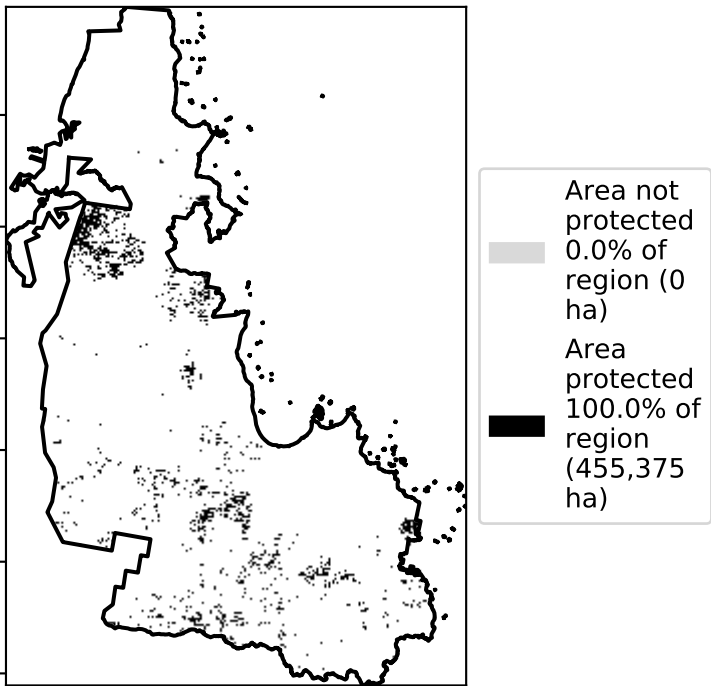 Area not
protected
0.0% of
region (0
ha)
Area
protected
100.0% of
region
(455,375
ha)